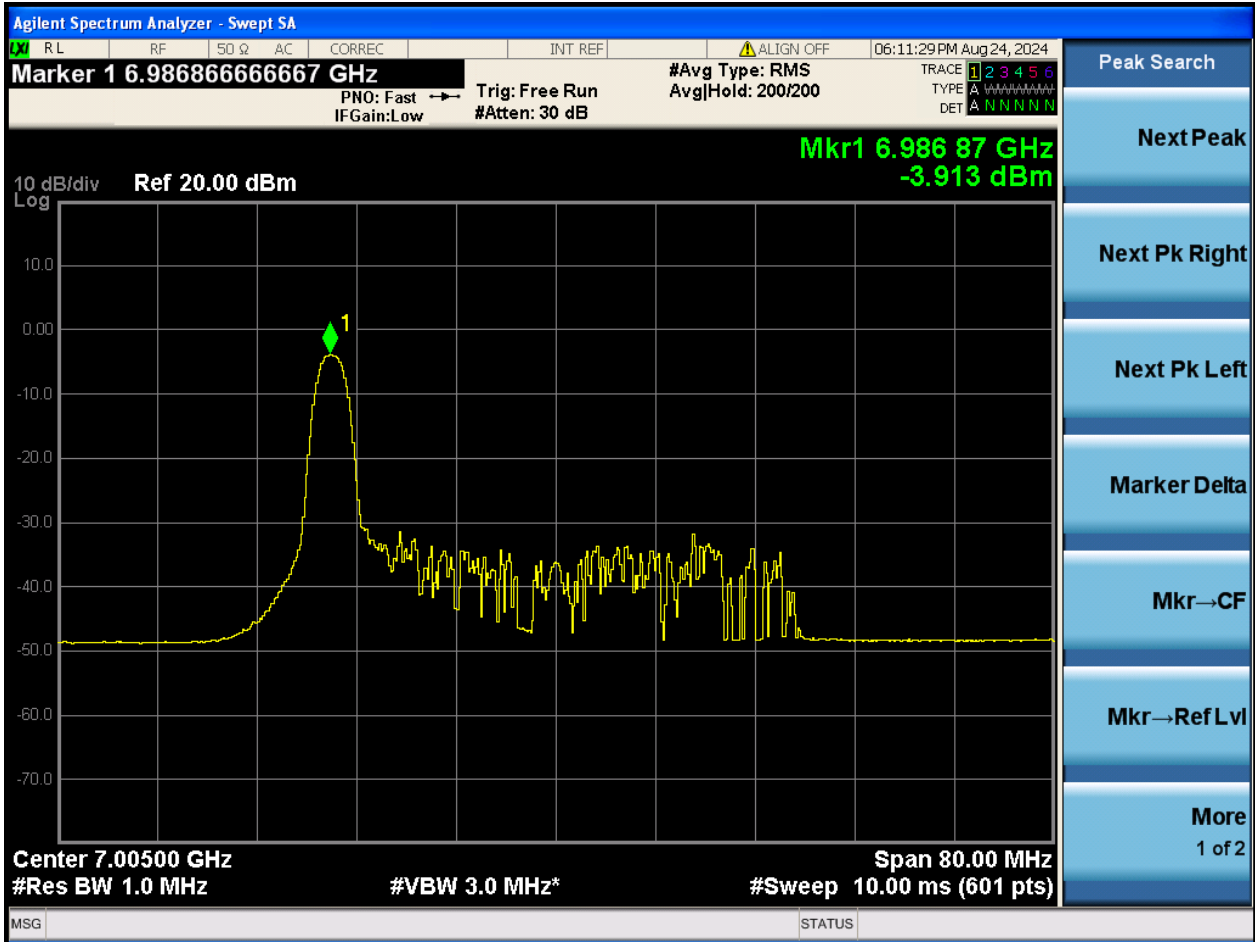 Agilent Spectrum Analyzer - Swept SA
LXI RL RF 50 Ω AC CORREC INT REF ALIGN OFF 06:11:29 PM Aug 24, 2024
Marker 1 6.986866666667 GHz
PNO: Fast
IFGain:Low
Trig: Free Run
#Atten: 30 dB
#Avg Type: RMS
Avg|Hold: 200/200
TRACE 1 2 3 4 5 6
TYPE A
DET A N N N N N
Peak Search
Mkr1 6.986 87 GHz
-3.913 dBm
10 dB/div Ref 20.00 dBm
Log
10.0
0.00
-10.0
-20.0
-30.0
-40.0
-50.0
-60.0
-70.0
1
Center 7.00500 GHz Span 80.00 MHz
#Res BW 1.0 MHz #VBW 3.0 MHz* #Sweep 10.00 ms (601 pts)
Next Peak
Next Pk Right
Next Pk Left
Marker Delta
Mkr→CF
Mkr→Ref Lvl
More
1 of 2
MSG STATUS